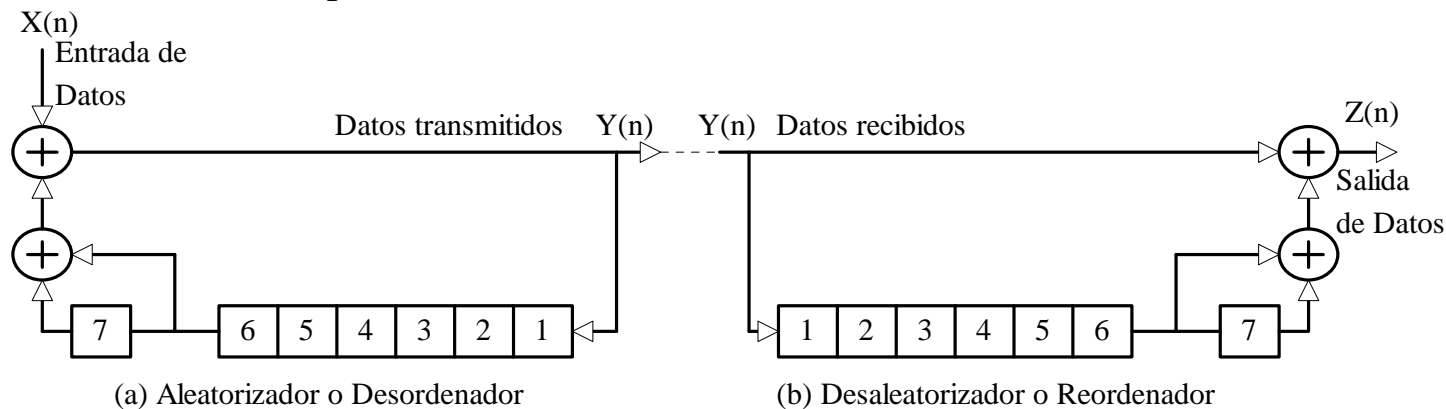 X(n)
Entrada de
Datos
Datos transmitidos Y(n) Y(n) Datos recibidos Z(n)
Salida
de Datos
+
+
+
+
7 6 5 4 3 2 1 1 2 3 4 5 6 7
(a) Aleatorizador o Desordenador (b) Desaleatorizador o Reordenador